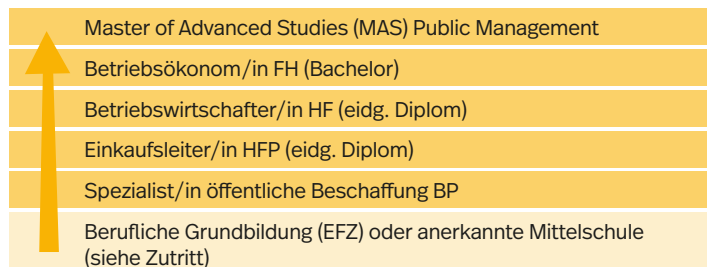 Master of Advanced Studies (MAS) Public Management
Betriebsökonom/in FH (Bachelor)
Betriebswirtschafter/in HF (eidg. Diplom)
Einkaufsleiter/in HFP (eidg. Diplom)
Spezialist/in öffentliche Beschaffung BP
Berufliche Grundbildung (EFZ) oder anerkannte Mittelschule
(siehe Zutritt)